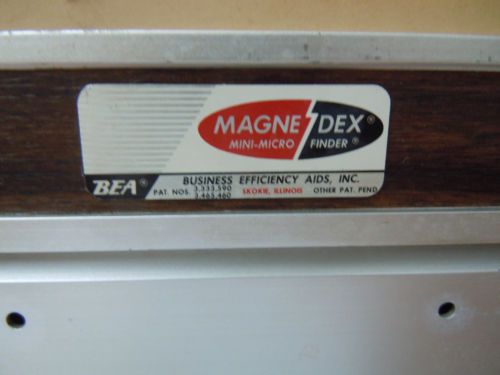 MAGNE DEX®
MINI-MICRO FINDER®
BEA®
BUSINESS EFFICIENCY AIDS, INC.
PAT. NOS. 3,333,590 SKOKIE, ILLINOIS OTHER PAT. PEND.
3,465,460